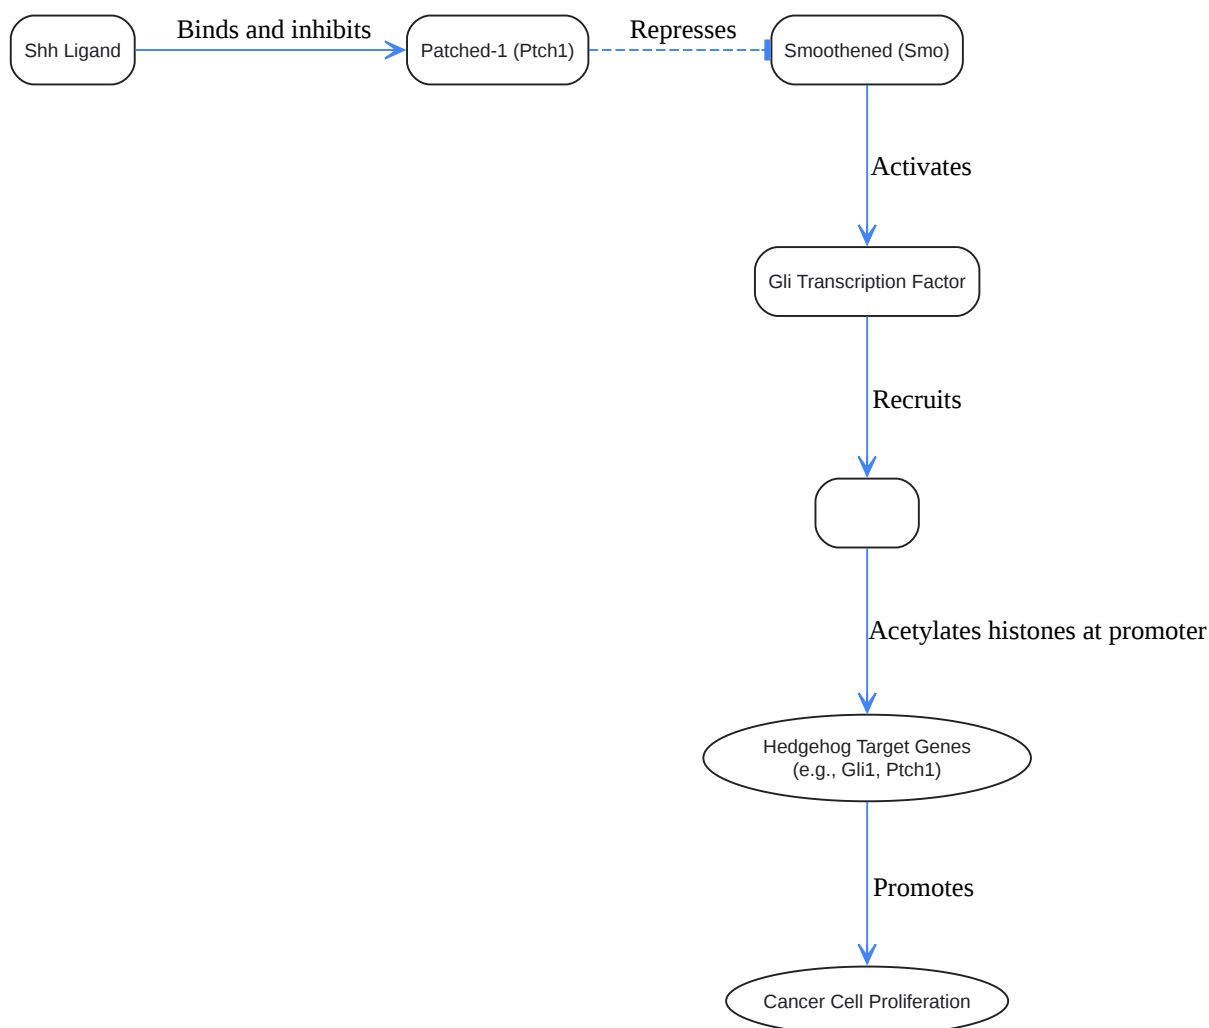 Shh Ligand
Binds and inhibits
Patched-1 (Ptch1)
Represses
Smoothened (Smo)
Activates
Gli Transcription Factor
Recruits
Acetylates histones at promoter
Hedgehog Target Genes
(e.g., Gli1, Ptch1)
Promotes
Cancer Cell Proliferation